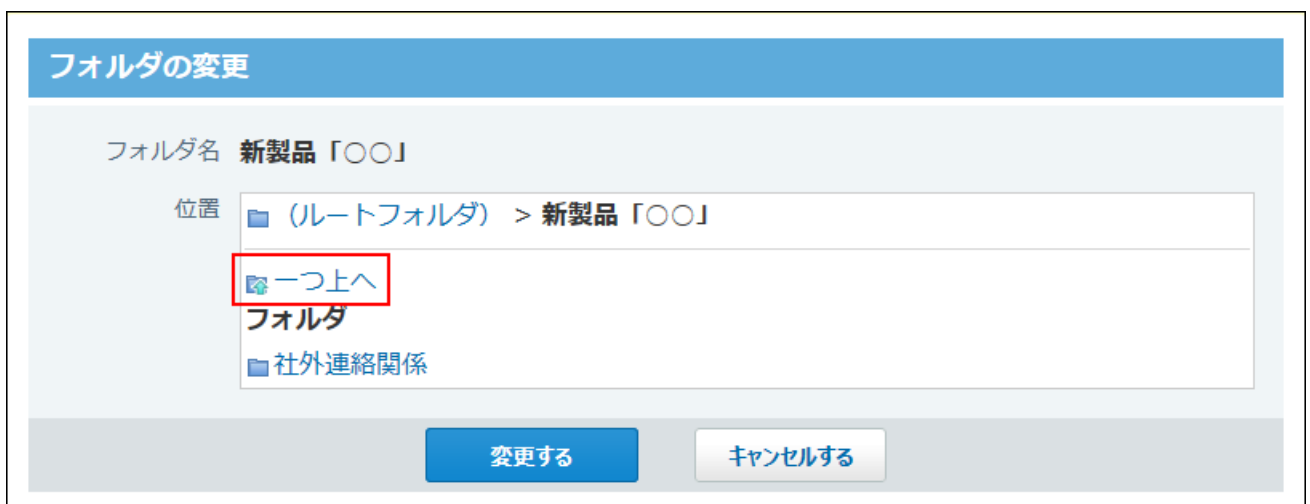 フォルダの変更
フォルダ名 新製品「○○」
位置 （ルートフォルダ） > 新製品「○○」
一つ上へ
フォルダ
社外連絡関係
変更する キャンセルする